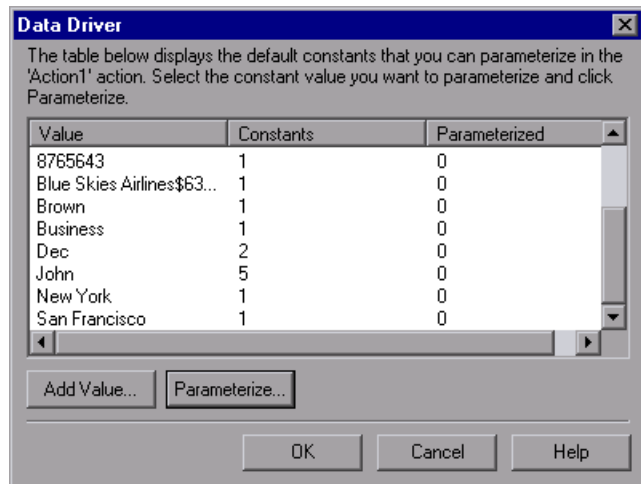 Data Driver
The table below displays the default constants that you can parameterize in the
'Action1' action. Select the constant value you want to parameterize and click
Parameterize.
Value Constants Parameterized
8765643 1 0
Blue Skies Airlines$63... 1 0
Brown 1 0
Business 1 0
Dec 2 0
John 5 0
New York 1 0
San Francisco 1 0
Add Value... Parameterize...
OK Cancel Help